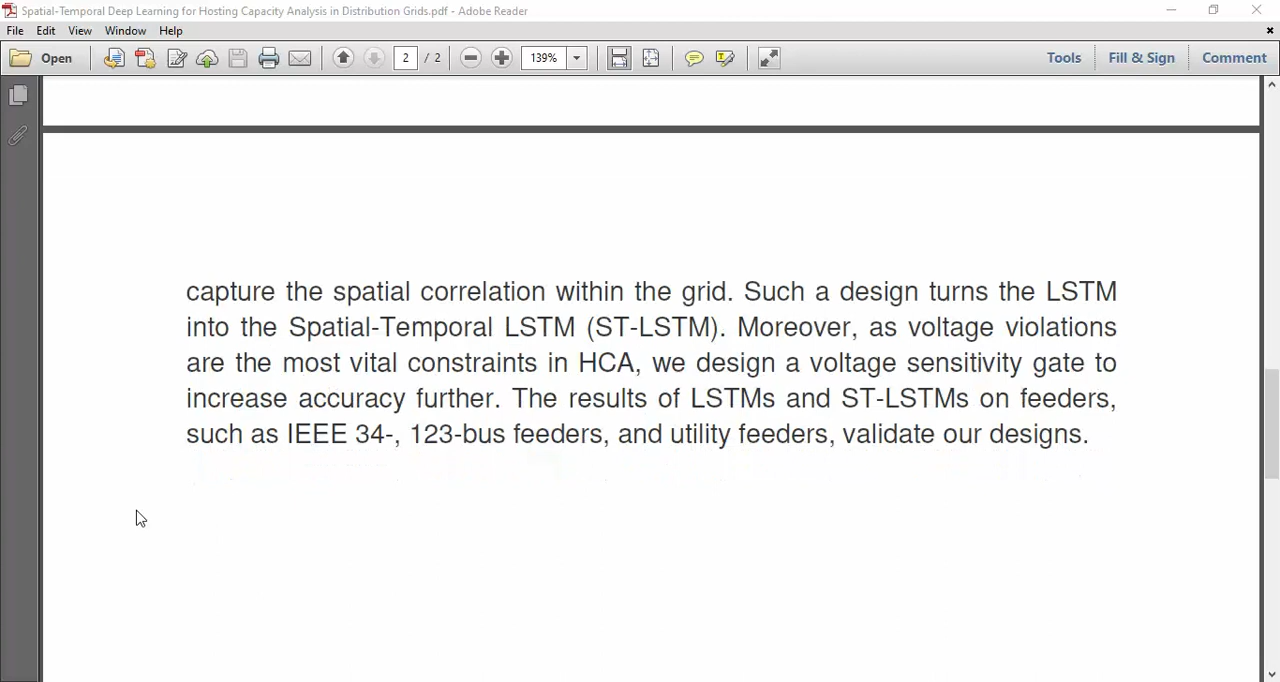 Spatial-Temporal Deep Learning for Hosting Capacity Analysis in Distribution Grids.pdf - Adobe Reader
File Edit View Window Help
Open 2 / 2 139% Tools Fill & Sign Comment
capture the spatial correlation within the grid. Such a design turns the LSTM
into the Spatial-Temporal LSTM (ST-LSTM). Moreover, as voltage violations
are the most vital constraints in HCA, we design a voltage sensitivity gate to
increase accuracy further. The results of LSTMs and ST-LSTMs on feeders,
such as IEEE 34-, 123-bus feeders, and utility feeders, validate our designs.